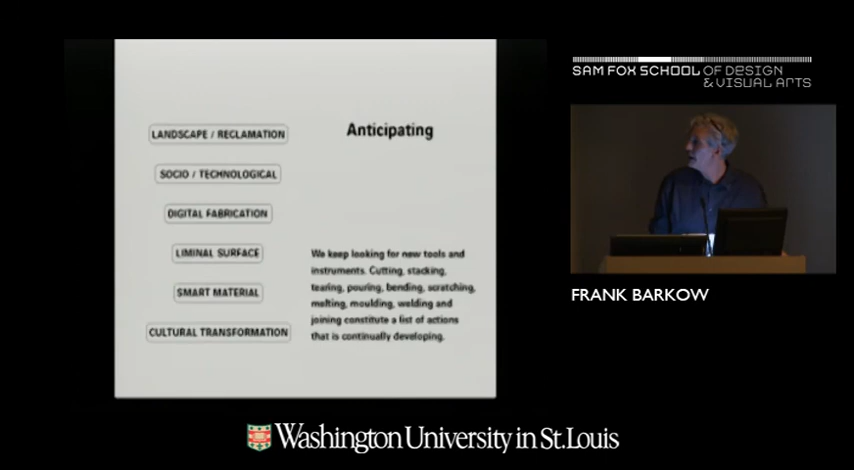 Anticipating
LANDSCAPE / RECLAMATION
SOCIO / TECHNOLOGICAL
DIGITAL FABRICATION
LIMINAL SURFACE
SMART MATERIAL
CULTURAL TRANSFORMATION
We keep looking for new tools and
instruments. Cutting, stacking,
tearing, pouring, bending, scratching,
melting, moulding, welding and
joining constitute a list of actions
that is continually developing.
SAM FOX SCHOOL OF DESIGN
& VISUAL ARTS
FRANK BARKOW
Washington University in St. Louis